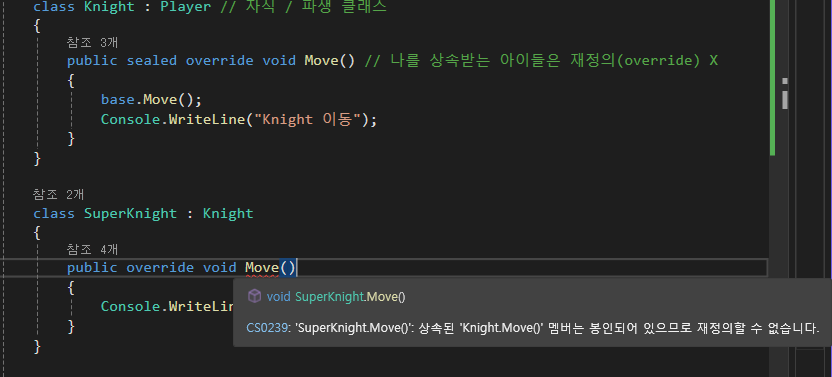 class Knight : Player // 자식 / 파생 클래스
{
참조 3개
public sealed override void Move() // 나를 상속받는 아이들은 재정의(override) X
{
base.Move();
Console.WriteLine("Knight 이동");
}
}
참조 2개
class SuperKnight : Knight
{
참조 4개
public override void Move()
{
void SuperKnight.Move()
Console.WriteLin
CS0239: 'SuperKnight.Move()': 상속된 'Knight.Move()' 멤버는 봉인되어 있으므로 재정의할 수 없습니다.
}
}